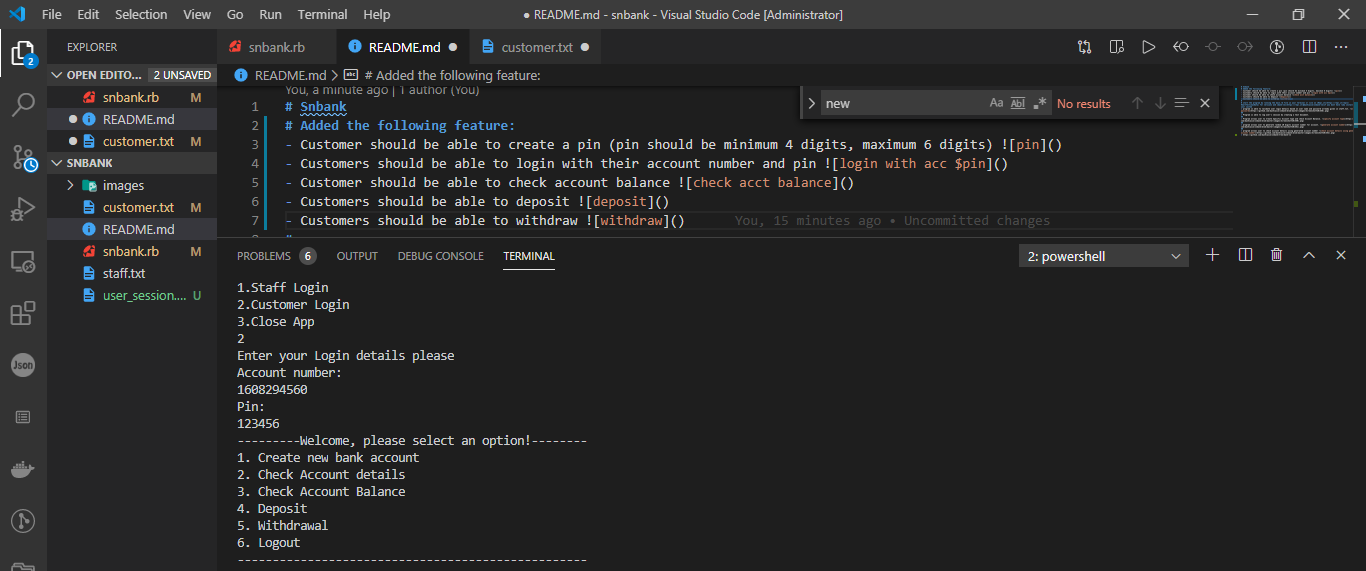 File Edit Selection View Go Run Terminal Help ● README.md - snbank - Visual Studio Code [Administrator]
EXPLORER
snbank.rb README.md customer.txt
OPEN EDITO... 2 UNSAVED
README.md > # Added the following feature:
snbank.rb M
README.md
customer.txt M
SNBANK
images
customer.txt M
README.md
snbank.rb M
staff.txt
user_session.... U
2
Json
You, a minute ago | 1 author (You)
new Aa Abl .* No results
1 # Snbank
2 # Added the following feature:
3 - Customer should be able to create a pin (pin should be minimum 4 digits, maximum 6 digits) ![pin]()
4 - Customers should be able to login with their account number and pin ![login with acc $pin]()
5 - Customer should be able to check account balance ![check acct balance]()
6 - Customers should be able to deposit ![deposit]()
7 - Customers should be able to withdraw ![withdraw]() You, 15 minutes ago • Uncommitted changes
PROBLEMS 6 OUTPUT DEBUG CONSOLE TERMINAL 2: powershell
1.Staff Login
2.Customer Login
3.Close App
2
Enter your Login details please
Account number:
1608294560
Pin:
123456
---------Welcome, please select an option!--------
1. Create new bank account
2. Check Account details
3. Check Account Balance
4. Deposit
5. Withdrawal
6. Logout
--------------------------------------------------